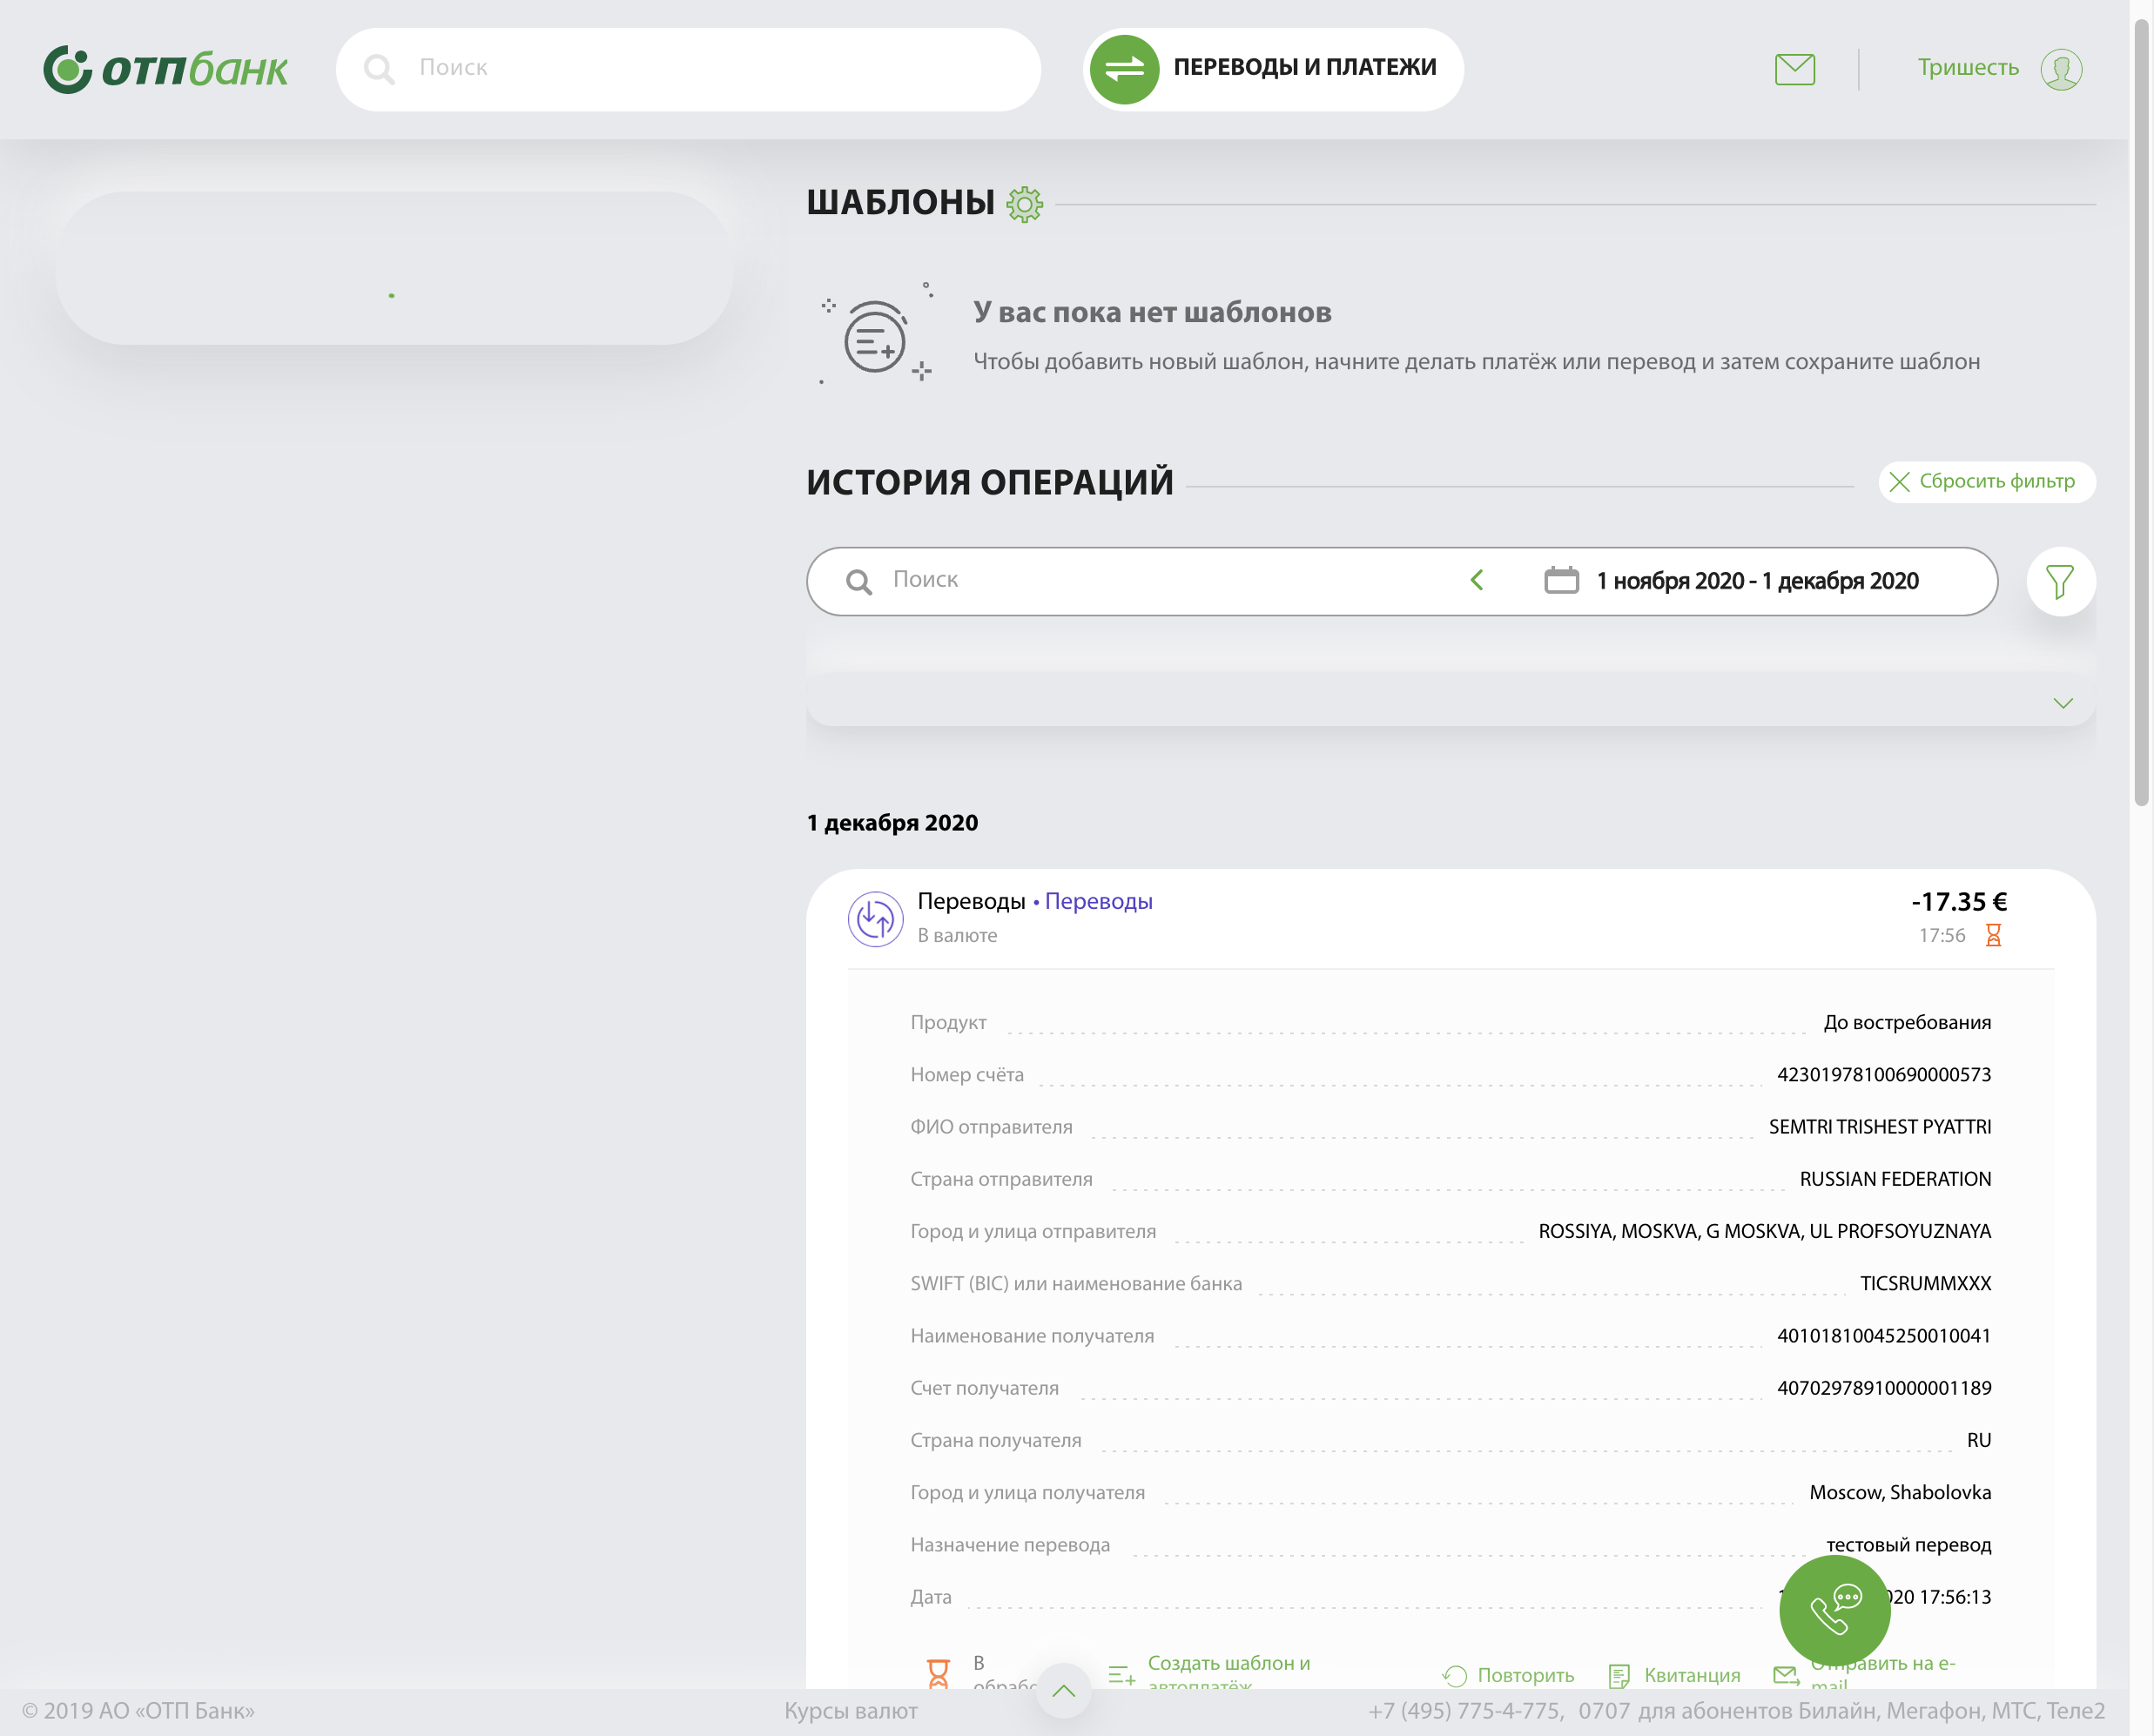 отпбанк
Поиск
ПЕРЕВОДЫ И ПЛАТЕЖИ
Тришесть
ШАБЛОНЫ
У вас пока нет шаблонов
Чтобы добавить новый шаблон, начните делать платёж или перевод и затем сохраните шаблон
ИСТОРИЯ ОПЕРАЦИЙ
Сбросить фильтр
Поиск
1 ноября 2020 - 1 декабря 2020
1 декабря 2020
Переводы • Переводы
-17.35 €
В валюте
17:56
Продукт До востребования
Номер счёта 42301978100690000573
ФИО отправителя SEMTRI TRISHEST PYATTRI
Страна отправителя RUSSIAN FEDERATION
Город и улица отправителя ROSSIYA, MOSKVA, G MOSKVA, UL PROFSOYUZNAYA
SWIFT (BIC) или наименование банка TICSRUMMXXX
Наименование получателя 40101810045250010041
Счет получателя 40702978910000001189
Страна получателя RU
Город и улица получателя Moscow, Shabolovka
Назначение перевода тестовый перевод
Дата 020 17:56:13
В
Создать шаблон и
автоплатёж
Повторить
Квитанция
Отправить на e-
mail
© 2019 АО «ОТП Банк»
Курсы валют
+7 (495) 775-4-775, 0707 для абонентов Билайн, Мегафон, МТС, Теле2